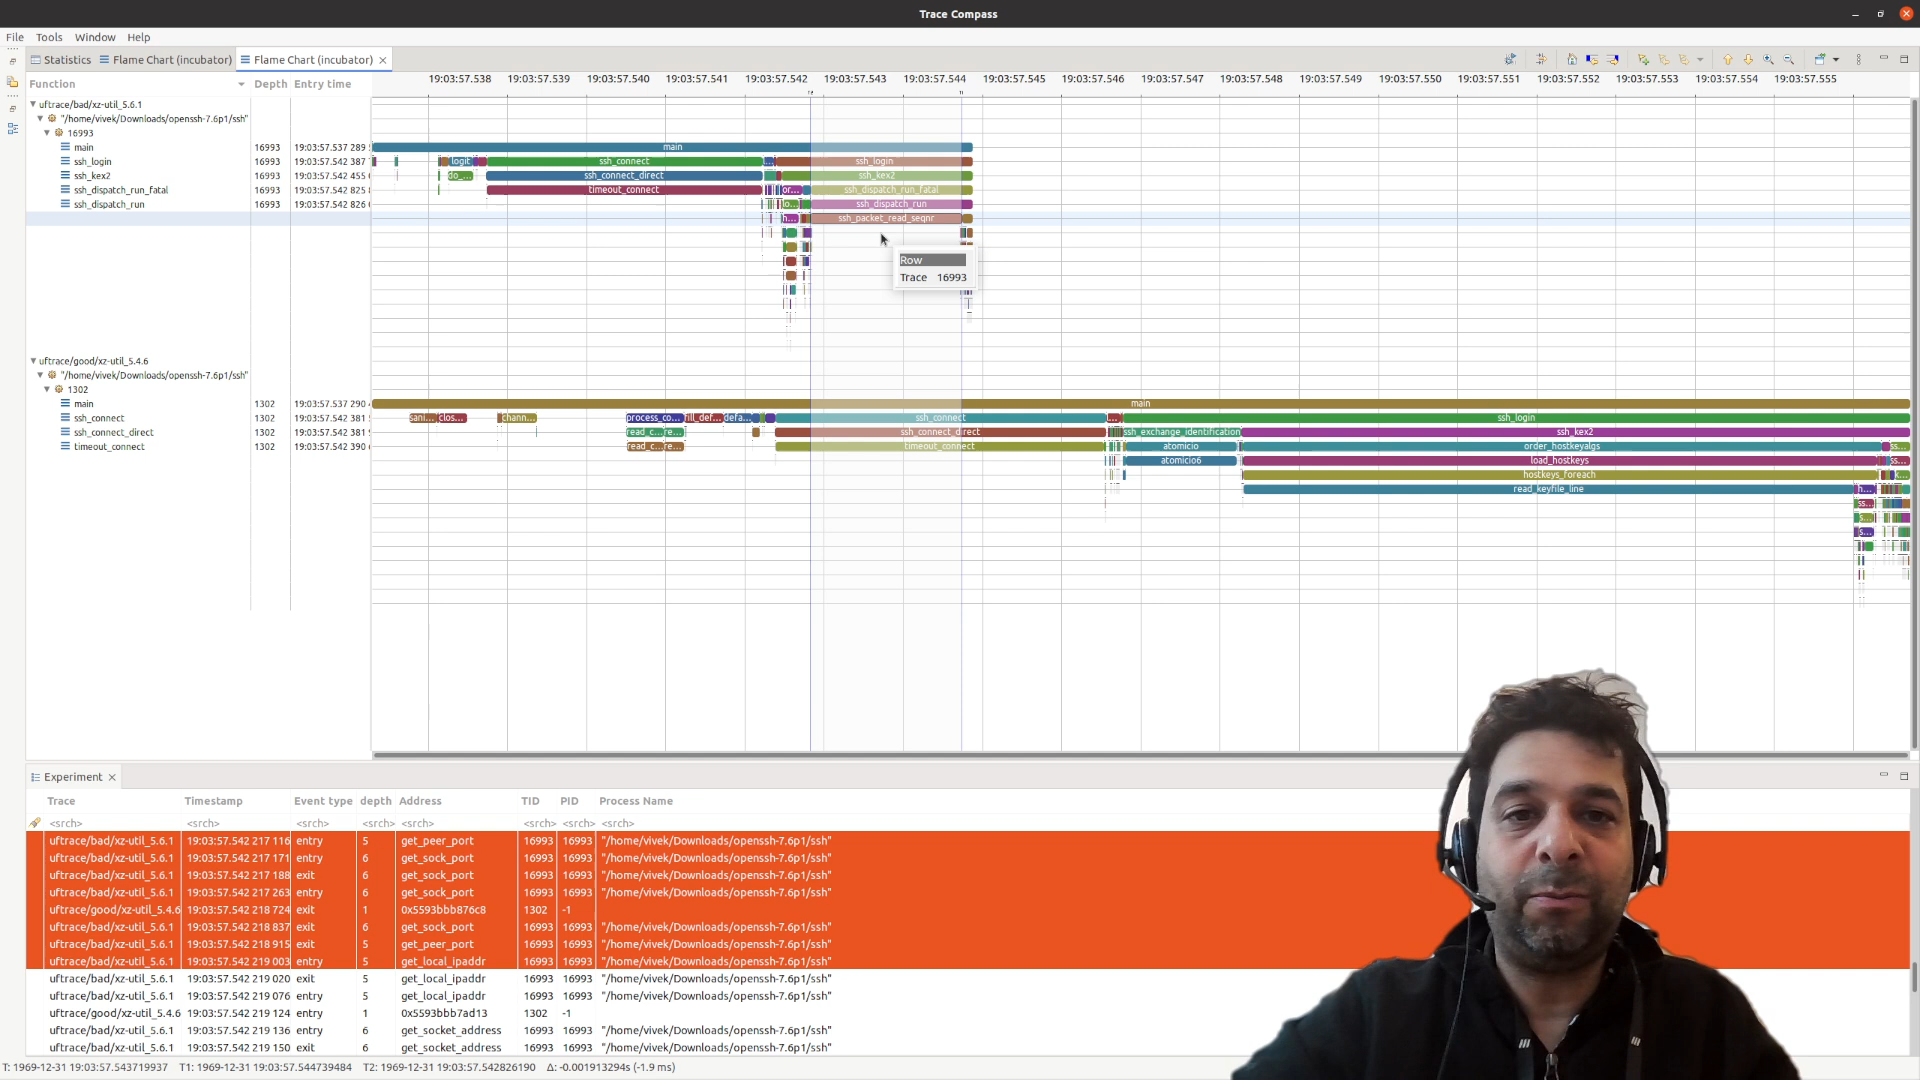 Trace Compass
File Tools Window Help
Statistics Flame Chart (incubator) Flame Chart (incubator)
Function Depth Entry time
19:03:57.538 19:03:57.539 19:03:57.540 19:03:57.541 19:03:57.542 19:03:57.543 19:03:57.544 19:03:57.545 19:03:57.546 19:03:57.547 19:03:57.548 19:03:57.549 19:03:57.550 19:03:57.551 19:03:57.552 19:03:57.553 19:03:57.554 19:03:57.555
uftrace/bad/xz-util_5.6.1
"/home/vivek/Downloads/openssh-7.6p1/ssh"
16993
main 16993 19:03:57.537 289 main
ssh_login 16993 19:03:57.542 387 logit ssh_connect ssh_login
ssh_kex2 16993 19:03:57.542 455 do_... ssh_connect_direct ssh_kex2
ssh_dispatch_run_fatal 16993 19:03:57.542 825 timeout_connect or... ssh_dispatch_run_fatal
ssh_dispatch_run 16993 19:03:57.542 826 lo... ssh_dispatch_run
h... ssh_packet_read_seqnr
Row
Trace 16993
uftrace/good/xz-util_5.4.6
"/home/vivek/Downloads/openssh-7.6p1/ssh"
1302
main 1302 19:03:57.537 290 main
ssh_connect 1302 19:03:57.542 381 sani... clos... chann... process_co... fill_def... defa... ssh_connect ... ssh_login
ssh_connect_direct 1302 19:03:57.542 381 read_c... re... ssh_connect_direct ssh_exchange_identification ssh_kex2
timeout_connect 1302 19:03:57.542 390 read_c... re... timeout_connect atomicio order_hostkeyalgs ss...
atomicio6 load_hostkeys ss...
hostkeys_foreach
read_keyfile_line h...
ss...
s...
s...
Experiment
Trace Timestamp Event type depth Address TID PID Process Name
<srch> <srch> <srch> <srch> <srch> <srch> <srch> <srch>
uftrace/bad/xz-util_5.6.1 19:03:57.542 217 116 entry 5 get_peer_port 16993 16993 "/home/vivek/Downloads/openssh-7.6p1/ssh"
uftrace/bad/xz-util_5.6.1 19:03:57.542 217 171 entry 6 get_sock_port 16993 16993 "/home/vivek/Downloads/openssh-7.6p1/ssh"
uftrace/bad/xz-util_5.6.1 19:03:57.542 217 188 exit 6 get_sock_port 16993 16993 "/home/vivek/Downloads/openssh-7.6p1/ssh"
uftrace/bad/xz-util_5.6.1 19:03:57.542 217 263 entry 6 get_sock_port 16993 16993 "/home/vivek/Downloads/openssh-7.6p1/ssh"
uftrace/good/xz-util_5.4.6 19:03:57.542 218 724 exit 1 0x5593bbb876c8 1302 -1
uftrace/bad/xz-util_5.6.1 19:03:57.542 218 837 exit 6 get_sock_port 16993 16993 "/home/vivek/Downloads/openssh-7.6p1/ssh"
uftrace/bad/xz-util_5.6.1 19:03:57.542 218 915 exit 5 get_peer_port 16993 16993 "/home/vivek/Downloads/openssh-7.6p1/ssh"
uftrace/bad/xz-util_5.6.1 19:03:57.542 219 003 entry 5 get_local_ipaddr 16993 16993 "/home/vivek/Downloads/openssh-7.6p1/ssh"
uftrace/bad/xz-util_5.6.1 19:03:57.542 219 020 exit 5 get_local_ipaddr 16993 16993 "/home/vivek/Downloads/openssh-7.6p1/ssh"
uftrace/bad/xz-util_5.6.1 19:03:57.542 219 076 entry 5 get_local_ipaddr 16993 16993 "/home/vivek/Downloads/openssh-7.6p1/ssh"
uftrace/good/xz-util_5.4.6 19:03:57.542 219 124 entry 1 0x5593bbb7ad13 1302 -1
uftrace/bad/xz-util_5.6.1 19:03:57.542 219 136 entry 6 get_socket_address 16993 16993 "/home/vivek/Downloads/openssh-7.6p1/ssh"
uftrace/bad/xz-util_5.6.1 19:03:57.542 219 150 exit 6 get_socket_address 16993 16993 "/home/vivek/Downloads/openssh-7.6p1/ssh"
T: 1969-12-31 19:03:57.543719937 T1: 1969-12-31 19:03:57.544739484 T2: 1969-12-31 19:03:57.542826190 Δ: -0.001913294s (-1.9 ms)